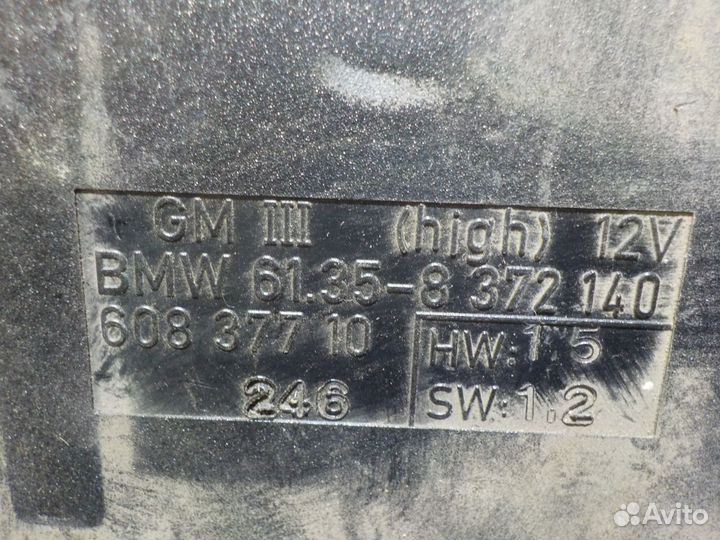 GM III (high) 12V
BMW 61.35-8 372 140
608 377 10
HW:1.5
246
SW:1.2
Avito